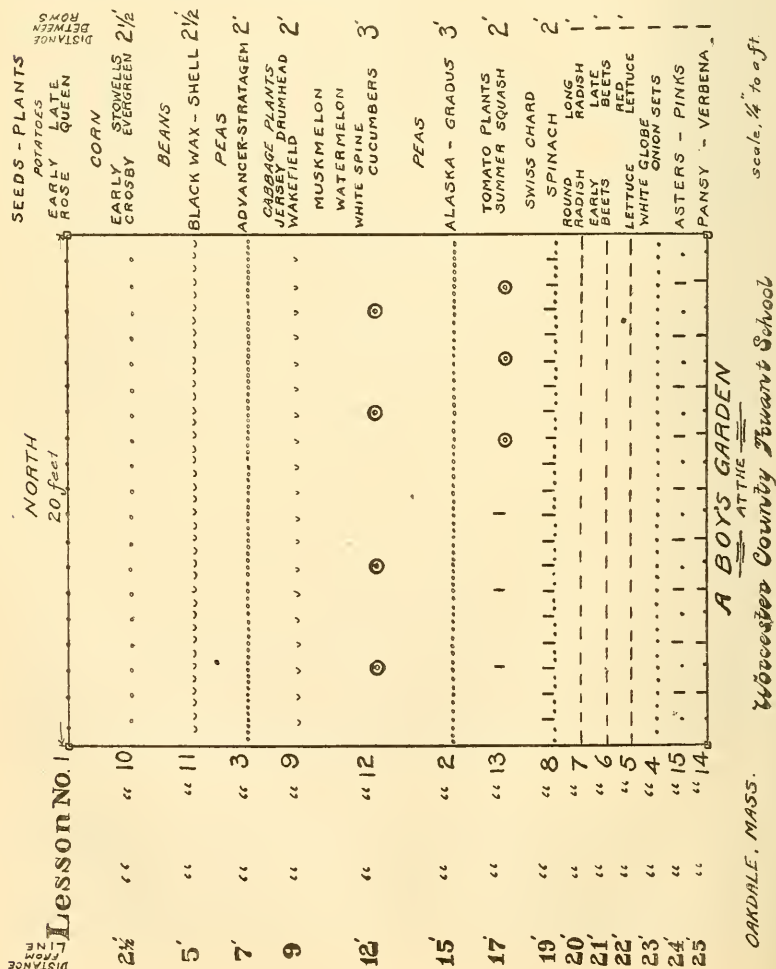 DISTANCE FROM LINE
SEEDS - PLANTS
DISTANCE BETWEEN ROWS
NORTH
20 feet
Lesson No. 1
POTATOES
EARLY ROSE LATE QUEEN
2½' " " 10
CORN
EARLY CROSBY STOWELLS EVERGREEN 2½'
5' " " 11
BEANS
BLACK WAX - SHELL 2½'
7' " " 3
PEAS
ADVANCER-STRATAGEM 2'
9 " " 9
CABBAGE PLANTS
JERSEY WAKEFIELD DRUMHEAD 2'
12' " " 12
MUSKMELON
WATERMELON
WHITE SPINE CUCUMBERS 3'
15' " " 2
PEAS
ALASKA - GRADUS 3'
17' " " 13
TOMATO PLANTS
SUMMER SQUASH 2'
19' " " 8
SWISS CHARD
SPINACH 2'
20' " " 7
ROUND RADISH LONG RADISH 1'
21' " " 6
EARLY BEETS LATE BEETS 1'
22' " " 5
LETTUCE RED LETTUCE 1'
23' " " 4
WHITE GLOBE ONION SETS 1
24' " " 15
ASTERS - PINKS 1
25' " " 14
PANSY - VERBENA 1
A BOY'S GARDEN
AT THE
Worcester County Truant School
OAKDALE, MASS.
scale, ¼" to a ft.